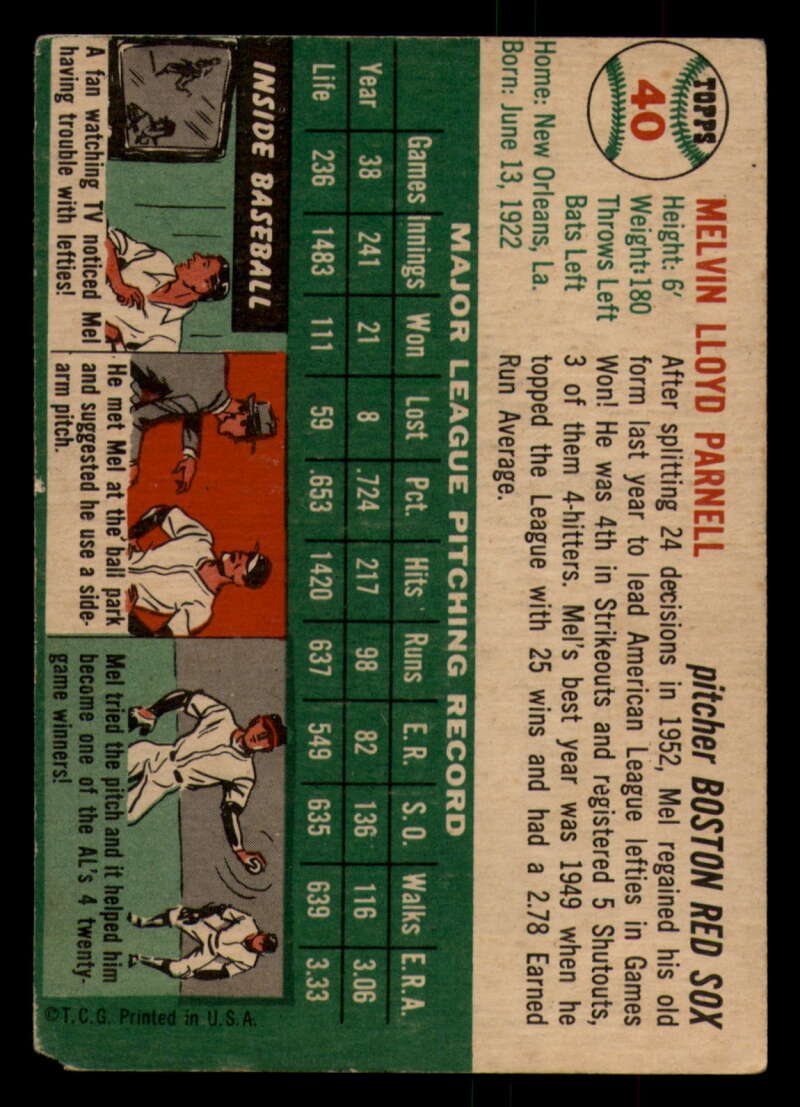 TOPPS
40
MELVIN LLOYD PARNELL
pitcher BOSTON RED SOX
Height: 6'
Weight: 180
Throws Left
Bats Left
Home: New Orleans, La.
Born: June 13, 1922
After splitting 24 decisions in 1952, Mel regained his old
form last year to lead American League lefties in Games
Won! He was 4th in Strikeouts and registered 5 Shutouts,
3 of them 4-hitters. Mel's best year was 1949 when he
topped the League with 25 wins and had a 2.78 Earned
Run Average.
MAJOR LEAGUE PITCHING RECORD
Games Innings Won Lost Pct. Hits Runs E.R. S.O. Walks E.R.A.
Year 38 241 21 8 .724 217 98 82 136 116 3.06
Life 236 1483 111 59 .653 1420 637 549 635 639 3.33
INSIDE BASEBALL
A fan watching TV noticed Mel
having trouble with lefties!
He met Mel at the ball park
and suggested he use a side-
arm pitch.
Mel tried the pitch and it helped him
become one of the AL's 4 twenty-
game winners!
©T.C.G. Printed in U.S.A.